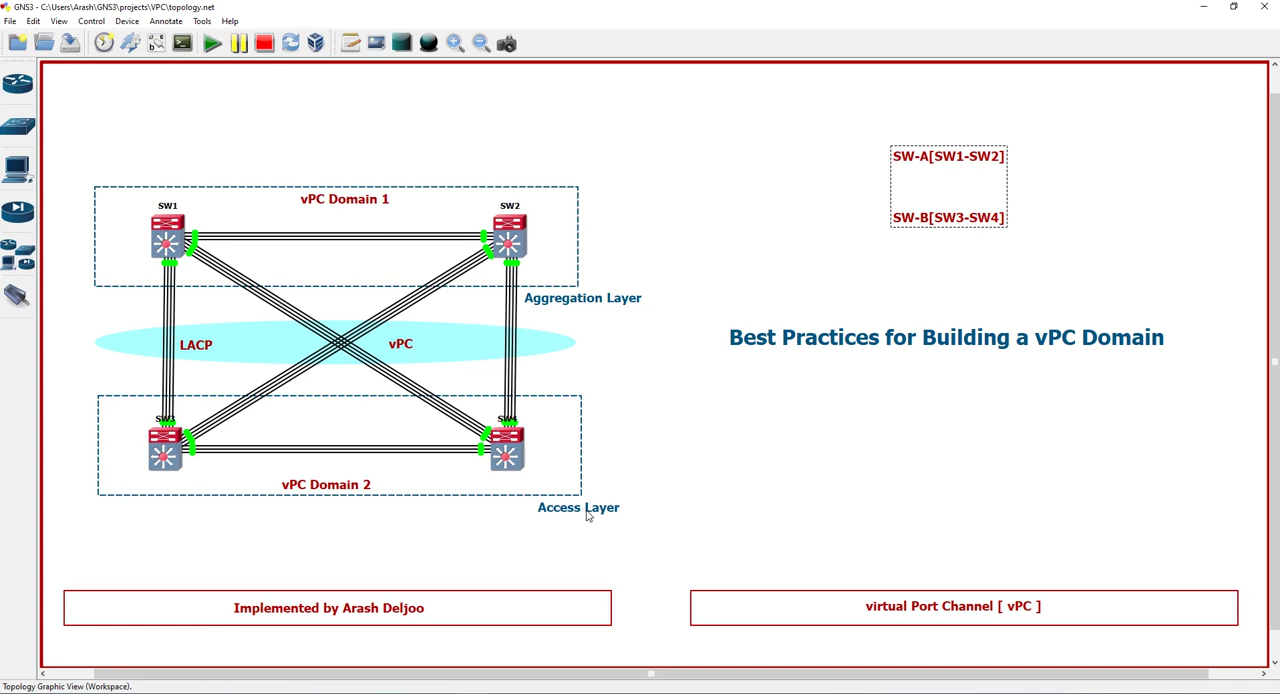 GNS3 - C:\Users\Arash\GNS3\projects\VPC\topology.net
File Edit View Control Device Annotate Tools Help
SW-A[SW1-SW2]
SW-B[SW3-SW4]
vPC Domain 1
SW1
SW2
Aggregation Layer
Best Practices for Building a vPC Domain
LACP
vPC
SW3
SW4
vPC Domain 2
Access Layer
Implemented by Arash Deljoo
virtual Port Channel [ vPC ]
Topology Graphic View (Workspace).